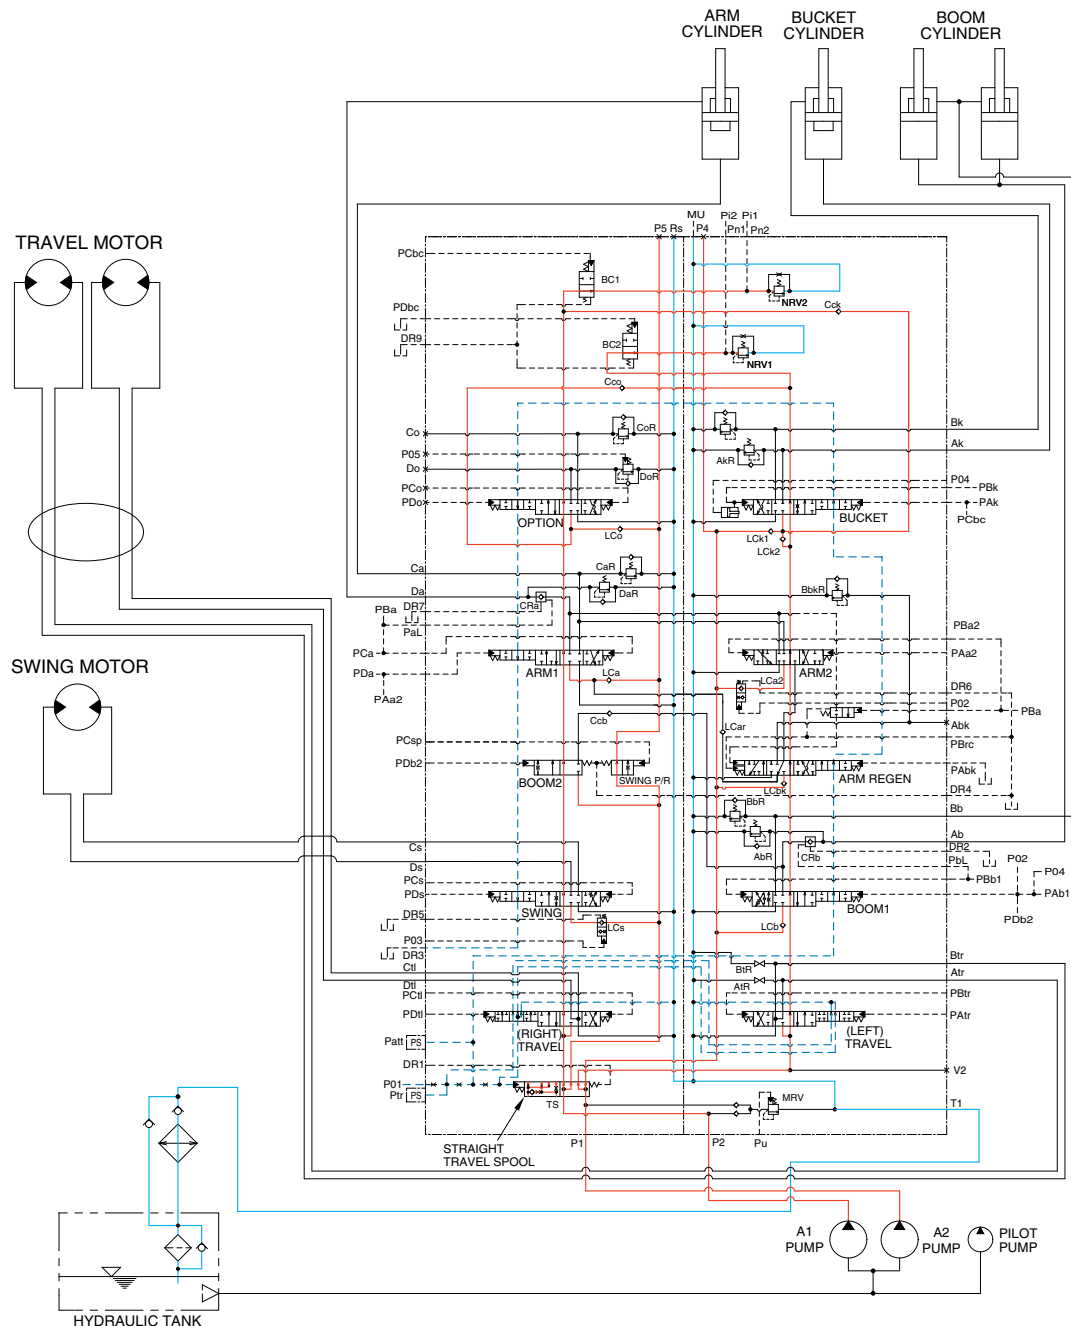 ARM
CYLINDER
BUCKET
CYLINDER
BOOM
CYLINDER
TRAVEL MOTOR
SWING MOTOR
MU
Pi2
Pi1
P5
Rs
P4
Pn1
Pn2
PCbc
BC1
NRV2
PDbc
Cck
DR9
BC2
NRV1
Cco
Co
CoR
Bk
P05
Ak
Do
DoR
AkR
PCo
P04
PDo
PBk
PAk
OPTION
BUCKET
PCbc
LCo
LCk1
LCk2
Ca
CaR
Da
DaR
BbkR
CRa
PBa
DR7
PaL
PBa2
PCa
PAa2
PDa
ARM1
ARM2
PAa2
LCa
LCa2
DR6
P02
PBa
Ccb
LCar
Abk
PCsp
PBrc
PDb2
PAbk
BOOM2
SWING P/R
ARM REGEN
LCbk
DR4
BbR
Bb
AbR
CRb
Ab
Cs
DR2
Ds
PbL
P02
PCs
PBb1
P04
PDs
PAb1
SWING
BOOM1
PDb2
DR5
LCs
LCb
P03
DR3
Btr
Ctl
BtR
Atr
Dtl
AtR
PCtl
PBtr
PDtl
PAtr
(RIGHT)
TRAVEL
(LEFT)
TRAVEL
Patt
PS
DR1
V2
P01
Ptr
PS
TS
MRV
T1
STRAIGHT
TRAVEL SPOOL
P1
P2
Pu
A1
PUMP
A2
PUMP
PILOT
PUMP
HYDRAULIC TANK